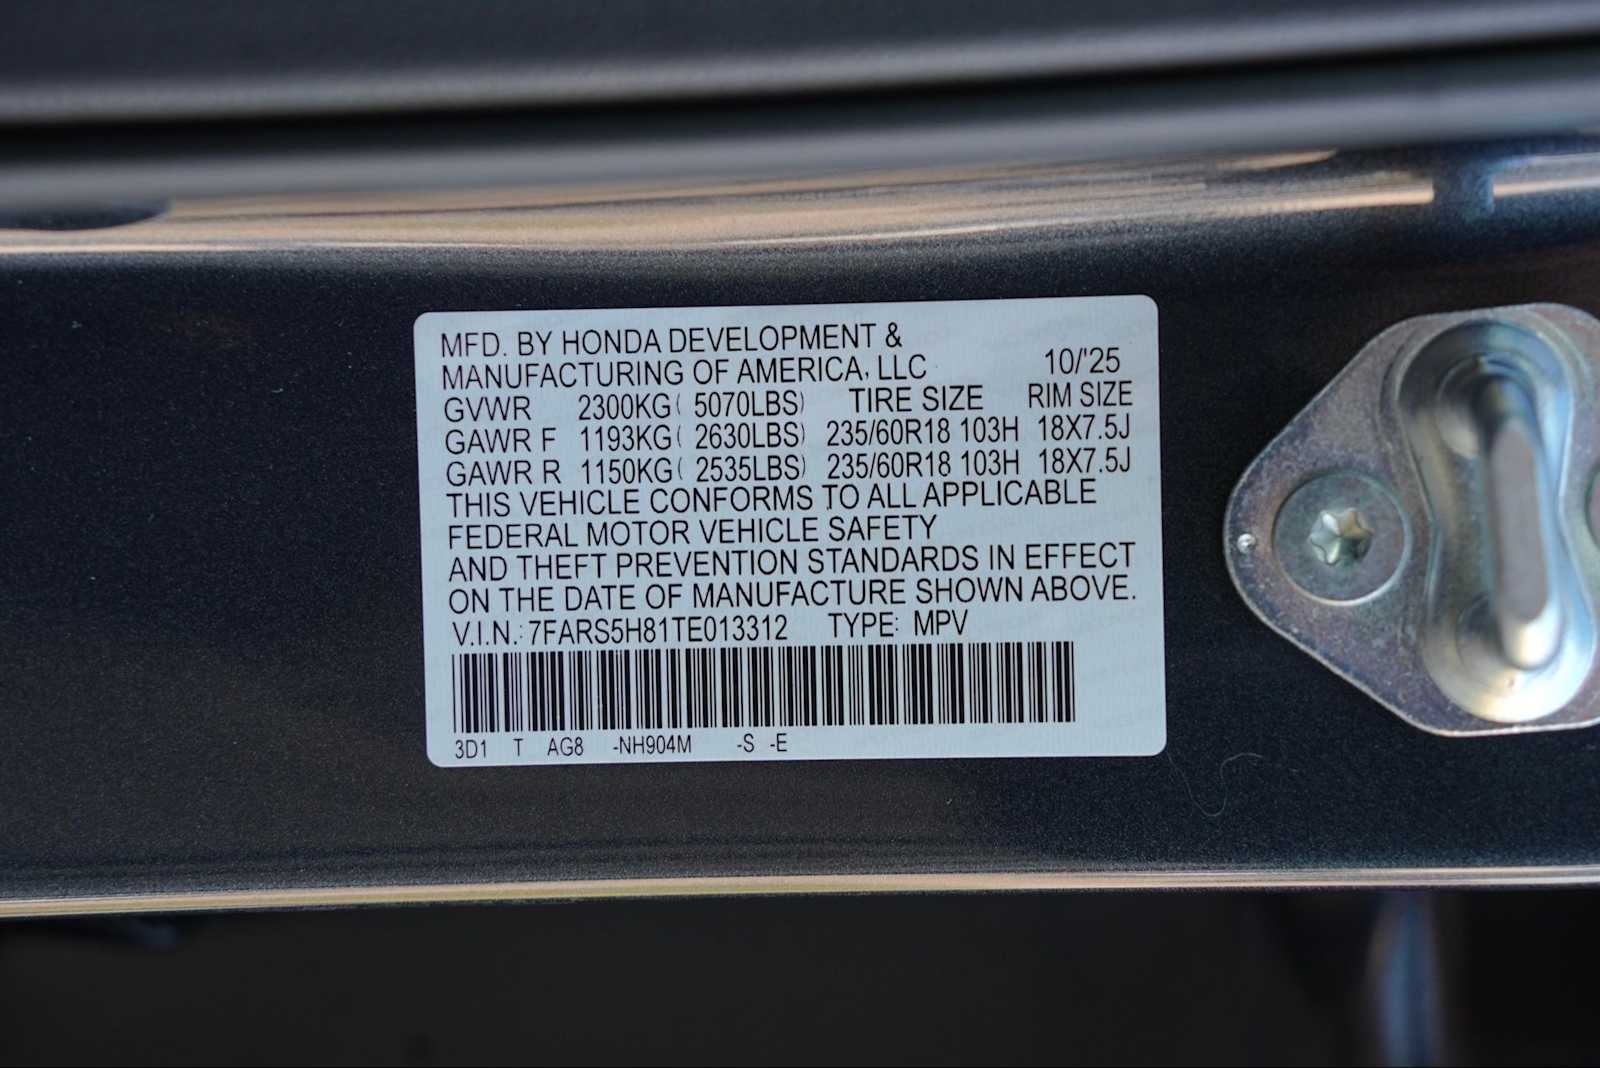 MFD. BY HONDA DEVELOPMENT &
MANUFACTURING OF AMERICA, LLC 10/'25
GVWR 2300KG( 5070LBS) TIRE SIZE RIM SIZE
GAWR F 1193KG( 2630LBS) 235/60R18 103H 18X7.5J
GAWR R 1150KG( 2535LBS) 235/60R18 103H 18X7.5J
THIS VEHICLE CONFORMS TO ALL APPLICABLE
FEDERAL MOTOR VEHICLE SAFETY
AND THEFT PREVENTION STANDARDS IN EFFECT
ON THE DATE OF MANUFACTURE SHOWN ABOVE.
V.I.N.: 7FARS5H81TE013312 TYPE: MPV
3D1 T AG8 -NH904M -S -E